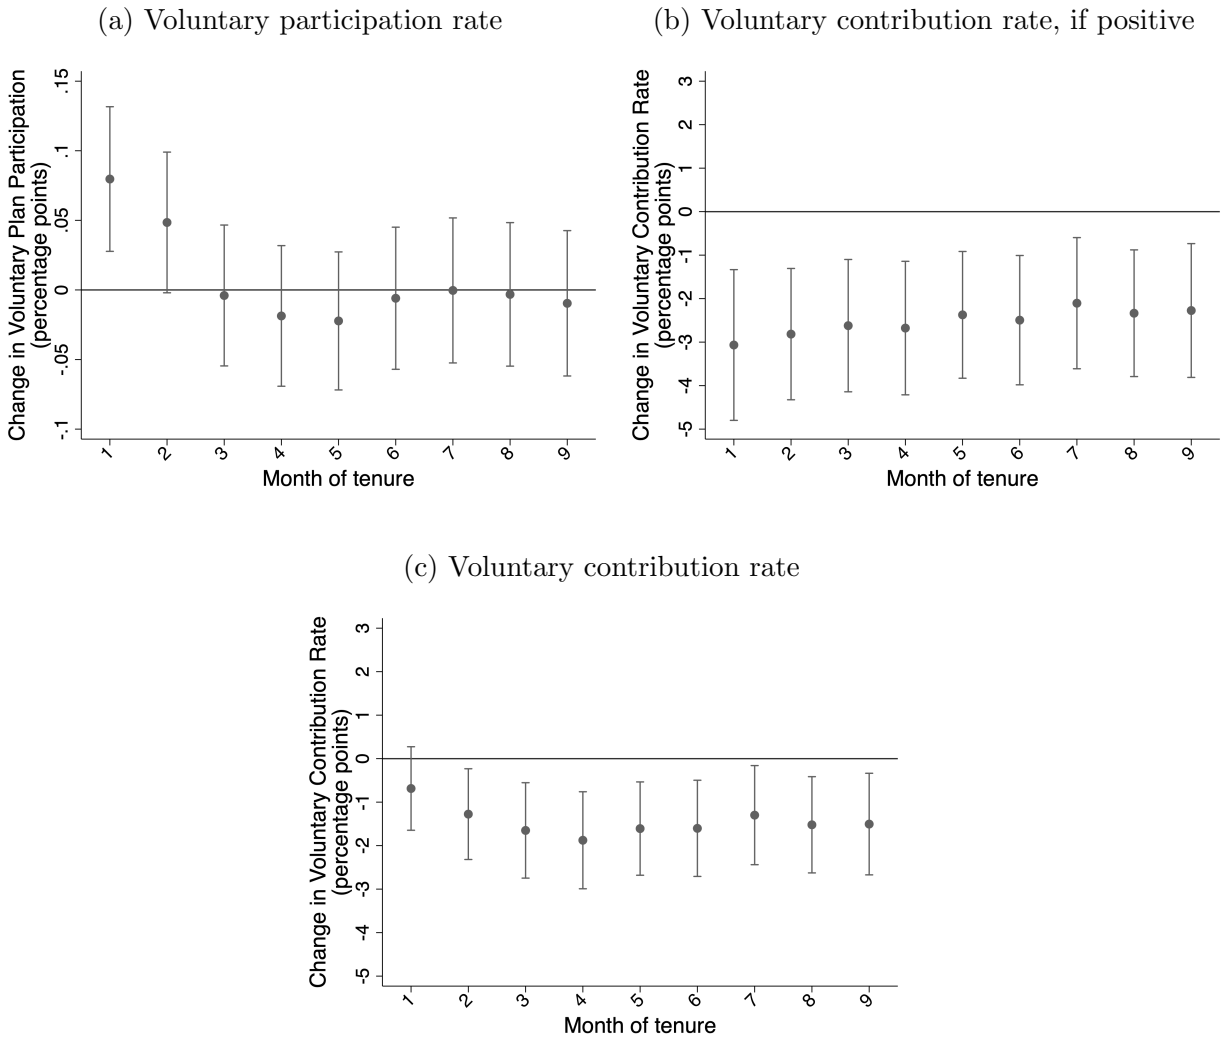 (a) Voluntary participation rate
Change in Voluntary Plan Participation
(percentage points)
.15
.1
.05
0
-.05
-.1
1 2 3 4 5 6 7 8 9
Month of tenure
(b) Voluntary contribution rate, if positive
Change in Voluntary Contribution Rate
(percentage points)
3
2
1
0
-1
-2
-3
-4
-5
1 2 3 4 5 6 7 8 9
Month of tenure
(c) Voluntary contribution rate
Change in Voluntary Contribution Rate
(percentage points)
3
2
1
0
-1
-2
-3
-4
-5
1 2 3 4 5 6 7 8 9
Month of tenure